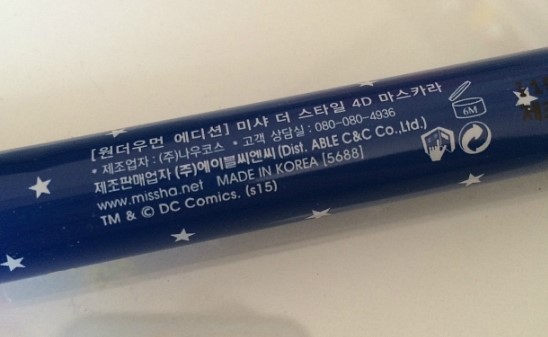 [원더우먼 에디션] 미샤 더 스타일 4D 마스카라
* 제조업자 : (주)나우코스 * 고객 상담실 : 080-080-4936
제조판매업자 (주)에이블씨엔씨 (Dist. ABLE C&C Co.,Ltd.)
www.missha.net MADE IN KOREA [5688]
TM & © DC Comics. (s15)
6M